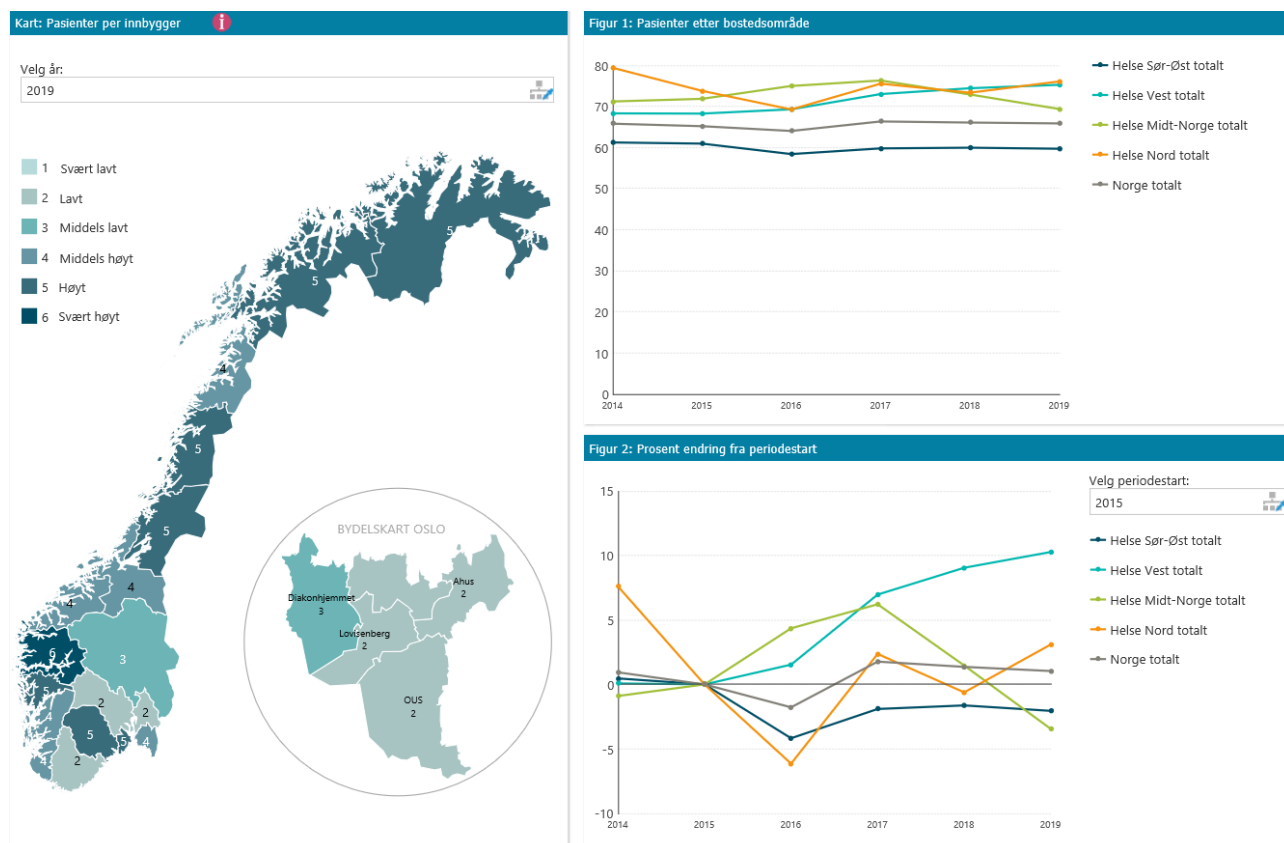 Kart: Pasienter per innbygger
i
Velg år:
2019
1 Svært lavt
2 Lavt
3 Middels lavt
4 Middels høyt
5 Høyt
6 Svært høyt
5
5
4
5
5
4
4
6
3
2
2
4
5
5
4
4
2
BYDELSKART OSLO
Ahus
2
Diakonhjemmet
3
Lovisenberg
2
OUS
2
Figur 1: Pasienter etter bostedsområde
80
70
60
50
40
30
20
10
0
2014 2015 2016 2017 2018 2019
Helse Sør-Øst totalt
Helse Vest totalt
Helse Midt-Norge totalt
Helse Nord totalt
Norge totalt
Figur 2: Prosent endring fra periodestart
15
10
5
0
-5
-10
2014 2015 2016 2017 2018 2019
Velg periodestart:
2015
Helse Sør-Øst totalt
Helse Vest totalt
Helse Midt-Norge totalt
Helse Nord totalt
Norge totalt